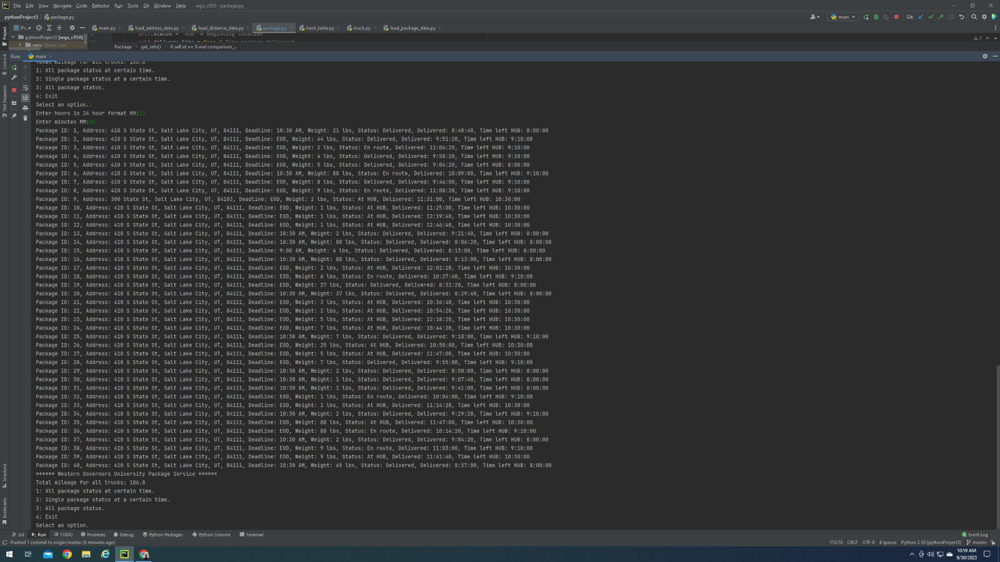 File Edit View Navigate Code Refactor Run Tools Git Window Help wgu_c950 - package.py
pythonProject3 package.py main Git:
Project Pr... main.py load_address_data.py load_distance_data.py package.py hash_table.py truck.py load_package_data.py
pythonProject3 [wgu_c950] 17 self.status = "HUB" # Beginning location 7
venv library root self.delivery_time = None # Time package delivered
Package get_info() if self.id == 9 and comparison_...
Run: main
Commit
Pull Requests
Total mileage for all trucks: 106.8
1: All package status at certain time.
2: Single package status at a certain time.
3: All package status.
4: Exit
Select an option.1
Enter hours in 24 hour format HH:10
Enter minutes MM:00
Package ID: 1, Address: 410 S State St, Salt Lake City, UT, 84111, Deadline: 10:30 AM, Weight: 21 lbs, Status: Delivered, Delivered: 8:40:40, Time left HUB: 8:00:00
Package ID: 2, Address: 410 S State St, Salt Lake City, UT, 84111, Deadline: EOD, Weight: 44 lbs, Status: Delivered, Delivered: 9:51:20, Time left HUB: 9:10:00
Package ID: 3, Address: 410 S State St, Salt Lake City, UT, 84111, Deadline: EOD, Weight: 2 lbs, Status: En route, Delivered: 11:06:20, Time left HUB: 9:10:00
Package ID: 4, Address: 410 S State St, Salt Lake City, UT, 84111, Deadline: EOD, Weight: 4 lbs, Status: Delivered, Delivered: 9:58:20, Time left HUB: 9:10:00
Package ID: 5, Address: 410 S State St, Salt Lake City, UT, 84111, Deadline: EOD, Weight: 5 lbs, Status: Delivered, Delivered: 9:04:20, Time left HUB: 8:00:00
Package ID: 6, Address: 410 S State St, Salt Lake City, UT, 84111, Deadline: 10:30 AM, Weight: 88 lbs, Status: En route, Delivered: 10:09:00, Time left HUB: 9:10:00
Package ID: 7, Address: 410 S State St, Salt Lake City, UT, 84111, Deadline: EOD, Weight: 8 lbs, Status: Delivered, Delivered: 9:46:00, Time left HUB: 9:10:00
Package ID: 8, Address: 410 S State St, Salt Lake City, UT, 84111, Deadline: EOD, Weight: 9 lbs, Status: En route, Delivered: 11:08:20, Time left HUB: 9:10:00
Package ID: 9, Address: 300 State St, Salt Lake City, UT, 84103, Deadline: EOD, Weight: 2 lbs, Status: At HUB, Delivered: 11:31:00, Time left HUB: 10:30:00
Package ID: 10, Address: 410 S State St, Salt Lake City, UT, 84111, Deadline: EOD, Weight: 1 lbs, Status: At HUB, Delivered: 11:25:00, Time left HUB: 10:30:00
Package ID: 11, Address: 410 S State St, Salt Lake City, UT, 84111, Deadline: EOD, Weight: 1 lbs, Status: At HUB, Delivered: 12:19:40, Time left HUB: 10:30:00
Package ID: 12, Address: 410 S State St, Salt Lake City, UT, 84111, Deadline: EOD, Weight: 1 lbs, Status: At HUB, Delivered: 12:46:40, Time left HUB: 10:30:00
Package ID: 13, Address: 410 S State St, Salt Lake City, UT, 84111, Deadline: 10:30 AM, Weight: 2 lbs, Status: Delivered, Delivered: 9:21:40, Time left HUB: 8:00:00
Package ID: 14, Address: 410 S State St, Salt Lake City, UT, 84111, Deadline: 10:30 AM, Weight: 88 lbs, Status: Delivered, Delivered: 8:06:20, Time left HUB: 8:00:00
Package ID: 15, Address: 410 S State St, Salt Lake City, UT, 84111, Deadline: 9:00 AM, Weight: 4 lbs, Status: Delivered, Delivered: 8:13:00, Time left HUB: 8:00:00
Package ID: 16, Address: 410 S State St, Salt Lake City, UT, 84111, Deadline: 10:30 AM, Weight: 88 lbs, Status: Delivered, Delivered: 8:13:00, Time left HUB: 8:00:00
Package ID: 17, Address: 410 S State St, Salt Lake City, UT, 84111, Deadline: EOD, Weight: 2 lbs, Status: At HUB, Delivered: 12:02:20, Time left HUB: 10:30:00
Package ID: 18, Address: 410 S State St, Salt Lake City, UT, 84111, Deadline: EOD, Weight: 6 lbs, Status: En route, Delivered: 10:27:40, Time left HUB: 9:10:00
Package ID: 19, Address: 410 S State St, Salt Lake City, UT, 84111, Deadline: EOD, Weight: 37 lbs, Status: Delivered, Delivered: 8:31:20, Time left HUB: 8:00:00
Package ID: 20, Address: 410 S State St, Salt Lake City, UT, 84111, Deadline: 10:30 AM, Weight: 37 lbs, Status: Delivered, Delivered: 8:29:40, Time left HUB: 8:00:00
Package ID: 21, Address: 410 S State St, Salt Lake City, UT, 84111, Deadline: EOD, Weight: 3 lbs, Status: At HUB, Delivered: 10:36:40, Time left HUB: 10:30:00
Package ID: 22, Address: 410 S State St, Salt Lake City, UT, 84111, Deadline: EOD, Weight: 2 lbs, Status: At HUB, Delivered: 10:54:20, Time left HUB: 10:30:00
Package ID: 23, Address: 410 S State St, Salt Lake City, UT, 84111, Deadline: EOD, Weight: 5 lbs, Status: At HUB, Delivered: 12:18:20, Time left HUB: 10:30:00
Package ID: 24, Address: 410 S State St, Salt Lake City, UT, 84111, Deadline: EOD, Weight: 7 lbs, Status: At HUB, Delivered: 10:44:20, Time left HUB: 10:30:00
Package ID: 25, Address: 410 S State St, Salt Lake City, UT, 84111, Deadline: 10:30 AM, Weight: 7 lbs, Status: Delivered, Delivered: 9:18:00, Time left HUB: 9:10:00
Package ID: 26, Address: 410 S State St, Salt Lake City, UT, 84111, Deadline: EOD, Weight: 25 lbs, Status: At HUB, Delivered: 10:50:00, Time left HUB: 10:30:00
Package ID: 27, Address: 410 S State St, Salt Lake City, UT, 84111, Deadline: EOD, Weight: 5 lbs, Status: At HUB, Delivered: 11:47:00, Time left HUB: 10:30:00
Package ID: 28, Address: 410 S State St, Salt Lake City, UT, 84111, Deadline: EOD, Weight: 7 lbs, Status: Delivered, Delivered: 9:55:00, Time left HUB: 9:10:00
Package ID: 29, Address: 410 S State St, Salt Lake City, UT, 84111, Deadline: 10:30 AM, Weight: 2 lbs, Status: Delivered, Delivered: 8:50:00, Time left HUB: 8:00:00
Package ID: 30, Address: 410 S State St, Salt Lake City, UT, 84111, Deadline: 10:30 AM, Weight: 1 lbs, Status: Delivered, Delivered: 9:07:40, Time left HUB: 8:00:00
Package ID: 31, Address: 410 S State St, Salt Lake City, UT, 84111, Deadline: 10:30 AM, Weight: 1 lbs, Status: Delivered, Delivered: 9:41:00, Time left HUB: 8:00:00
Package ID: 32, Address: 410 S State St, Salt Lake City, UT, 84111, Deadline: EOD, Weight: 1 lbs, Status: En route, Delivered: 10:04:00, Time left HUB: 9:10:00
Package ID: 33, Address: 410 S State St, Salt Lake City, UT, 84111, Deadline: EOD, Weight: 1 lbs, Status: At HUB, Delivered: 11:14:20, Time left HUB: 10:30:00
Package ID: 34, Address: 410 S State St, Salt Lake City, UT, 84111, Deadline: 10:30 AM, Weight: 2 lbs, Status: Delivered, Delivered: 9:29:20, Time left HUB: 9:10:00
Package ID: 35, Address: 410 S State St, Salt Lake City, UT, 84111, Deadline: EOD, Weight: 88 lbs, Status: At HUB, Delivered: 11:47:00, Time left HUB: 10:30:00
Package ID: 36, Address: 410 S State St, Salt Lake City, UT, 84111, Deadline: EOD, Weight: 88 lbs, Status: En route, Delivered: 10:14:20, Time left HUB: 9:10:00
Package ID: 37, Address: 410 S State St, Salt Lake City, UT, 84111, Deadline: 10:30 AM, Weight: 2 lbs, Status: Delivered, Delivered: 9:04:20, Time left HUB: 8:00:00
Package ID: 38, Address: 410 S State St, Salt Lake City, UT, 84111, Deadline: EOD, Weight: 9 lbs, Status: En route, Delivered: 11:03:00, Time left HUB: 9:10:00
Package ID: 39, Address: 410 S State St, Salt Lake City, UT, 84111, Deadline: EOD, Weight: 9 lbs, Status: At HUB, Delivered: 11:41:40, Time left HUB: 10:30:00
Package ID: 40, Address: 410 S State St, Salt Lake City, UT, 84111, Deadline: 10:30 AM, Weight: 45 lbs, Status: Delivered, Delivered: 8:37:00, Time left HUB: 8:00:00
****** Western Governors University Package Service ******
Total mileage for all trucks: 106.8
1: All package status at certain time.
2: Single package status at a certain time.
3: All package status.
4: Exit
Select an option.
Structure
Bookmarks
Git Run TODO Problems Debug Python Packages Python Console Terminal 2 Event Log
Pushed 1 commit to origin/master (6 minutes ago) 155:18 CRLF UTF-8 4 spaces Python 3.10 (pythonProject3) master
10:59 AM
9/30/2023